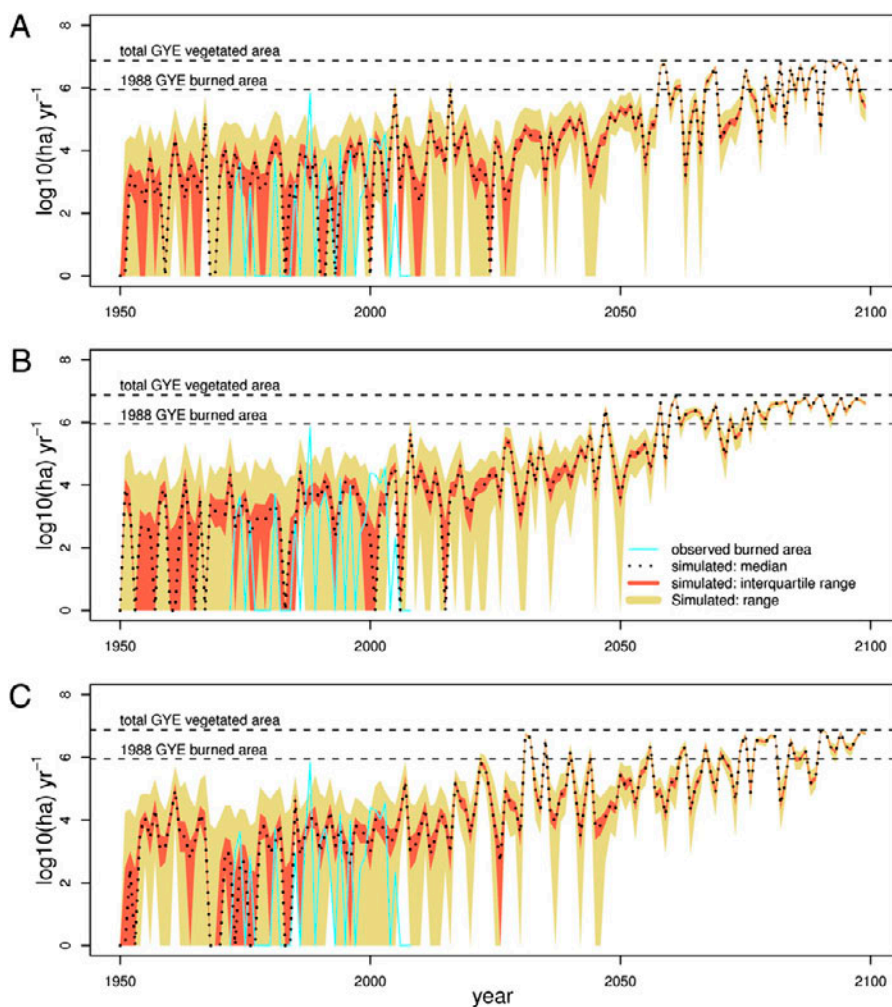 A
log10(ha) yr⁻¹
8
6
4
2
0
total GYE vegetated area
1988 GYE burned area
1950
2000
2050
2100
B
log10(ha) yr⁻¹
8
6
4
2
0
total GYE vegetated area
1988 GYE burned area
observed burned area
simulated: median
simulated: interquartile range
Simulated: range
1950
2000
2050
2100
C
log10(ha) yr⁻¹
8
6
4
2
0
total GYE vegetated area
1988 GYE burned area
1950
2000
2050
2100
year